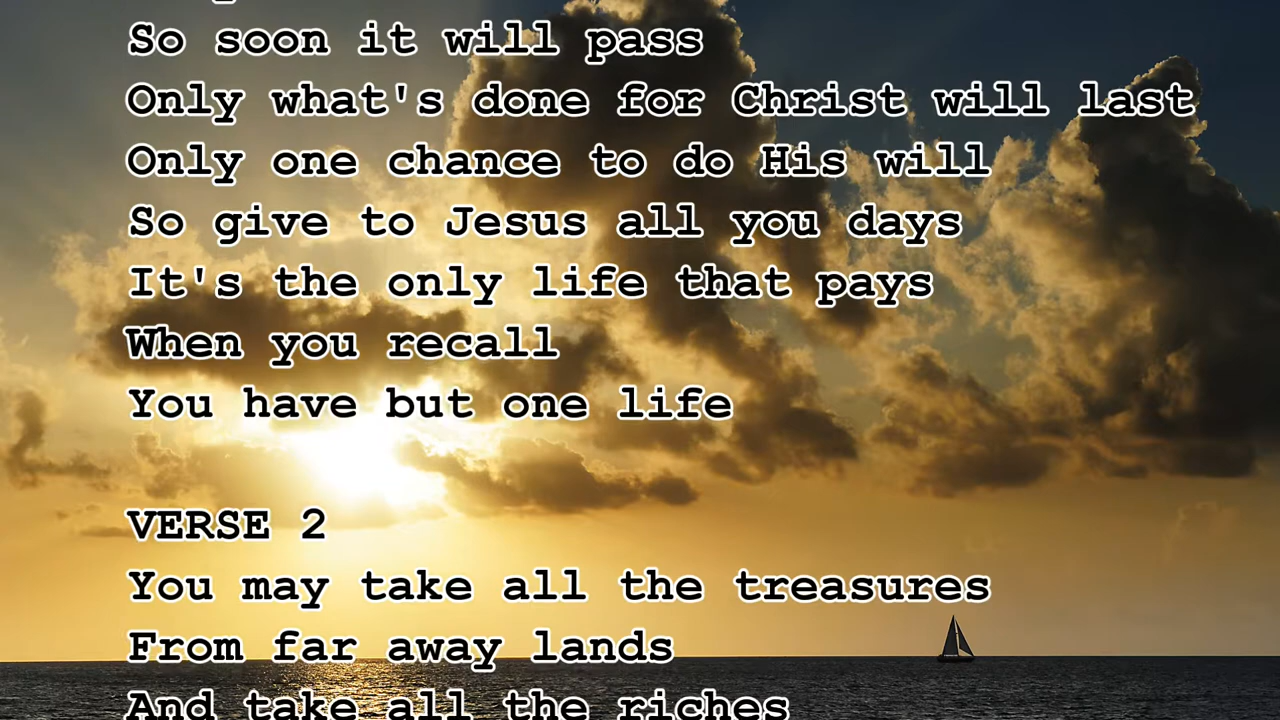 So soon it will pass
Only what's done for Christ will last
Only one chance to do His will
So give to Jesus all you days
It's the only life that pays
When you recall
You have but one life
VERSE 2
You may take all the treasures
From far away lands
And take all the riches